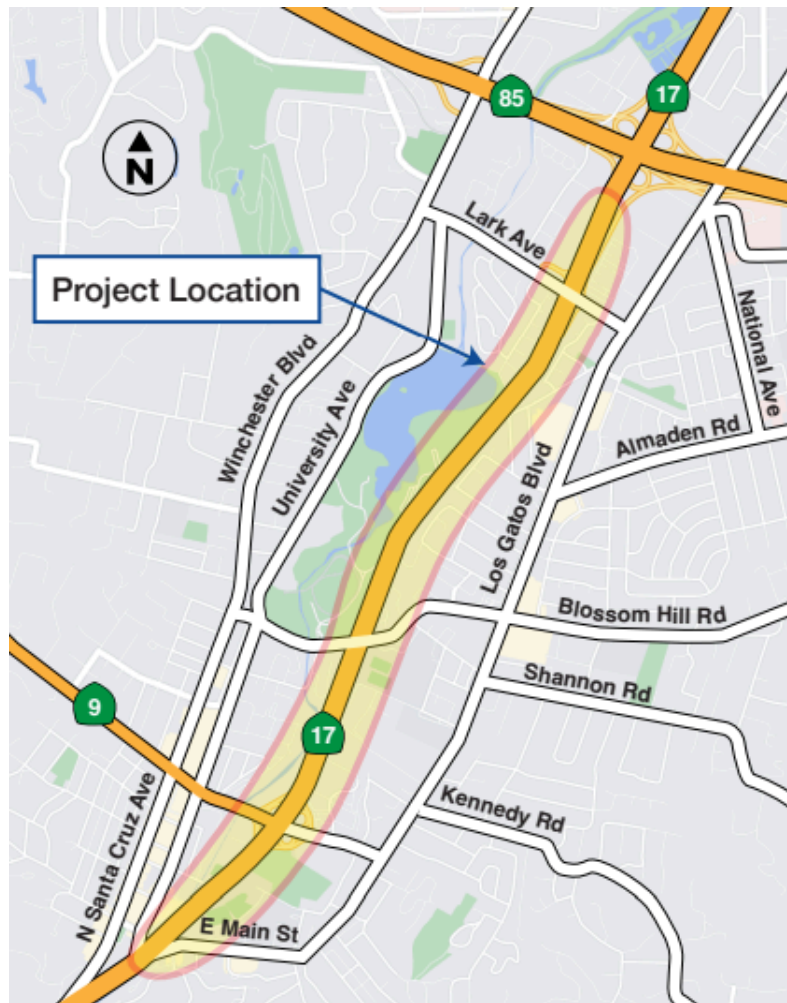 17
85
N
Lark Ave
Project Location
National Ave
Winchester Blvd
University Ave
Almaden Rd
Los Gatos Blvd
Blossom Hill Rd
Shannon Rd
9
17
N Santa Cruz Ave
Kennedy Rd
E Main St